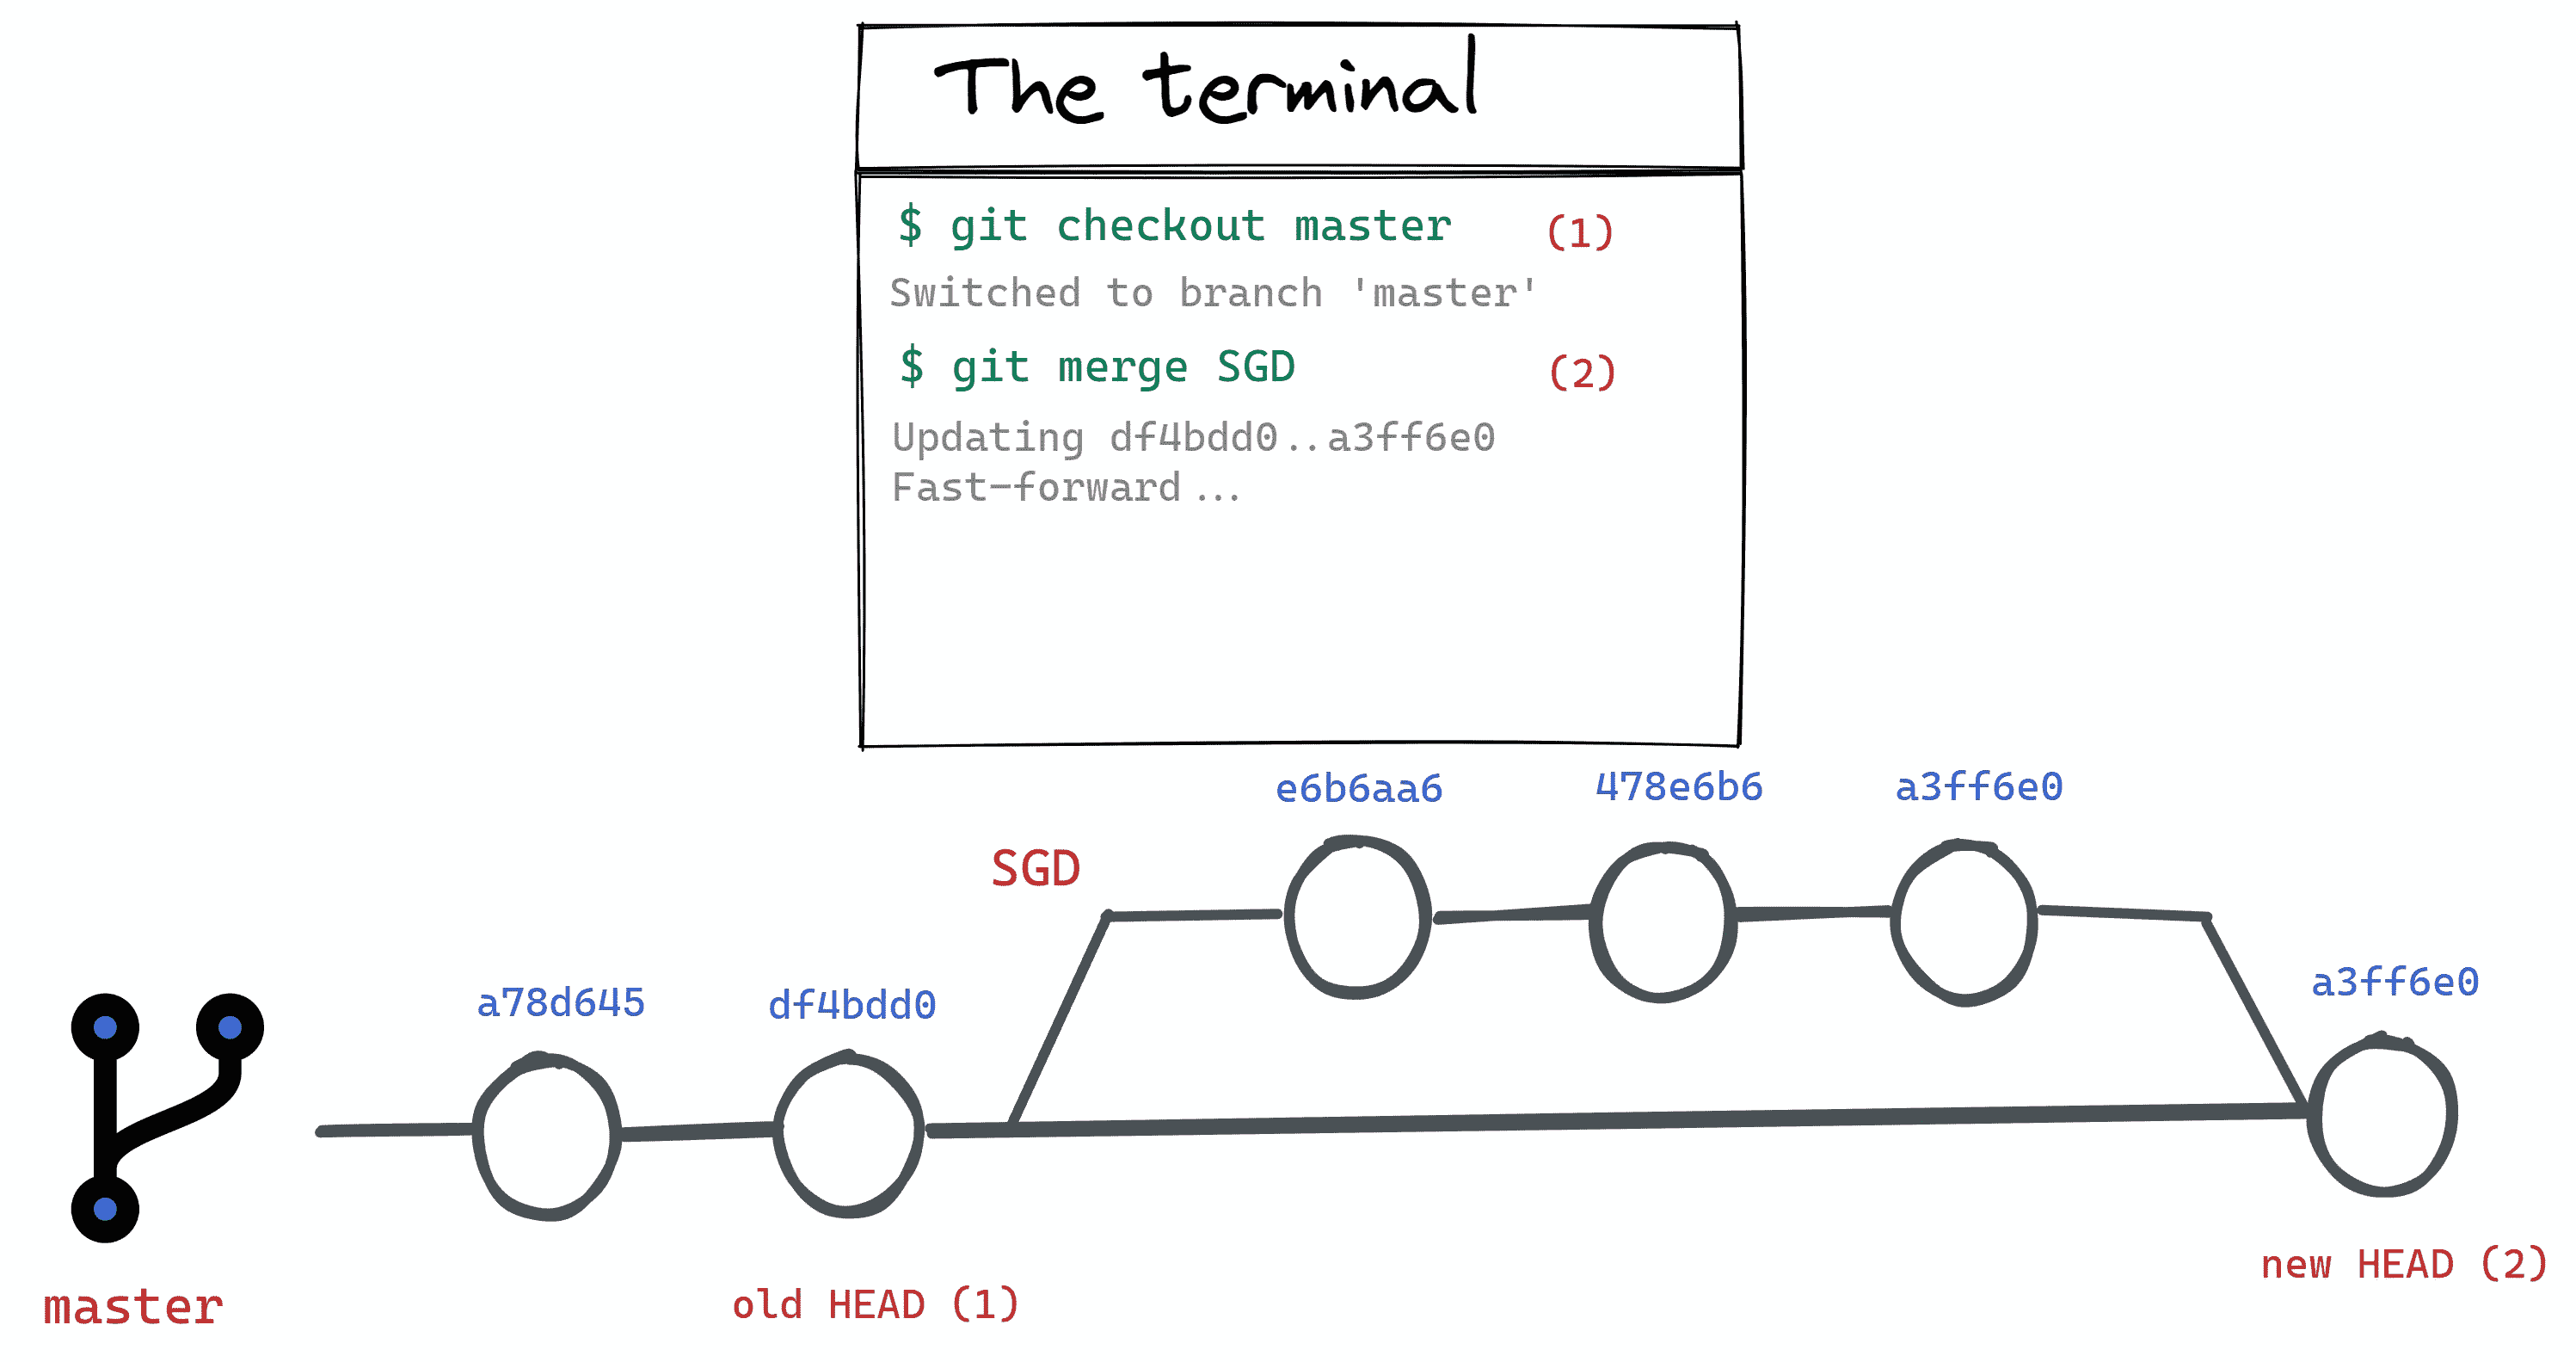 The terminal
$ git checkout master (1)
Switched to branch 'master'
$ git merge SGD (2)
Updating df4bdd0..a3ff6e0
Fast-forward...
e6b6aa6 478e6b6 a3ff6e0
SGD
a78d645 df4bdd0 a3ff6e0
master old HEAD (1) new HEAD (2)